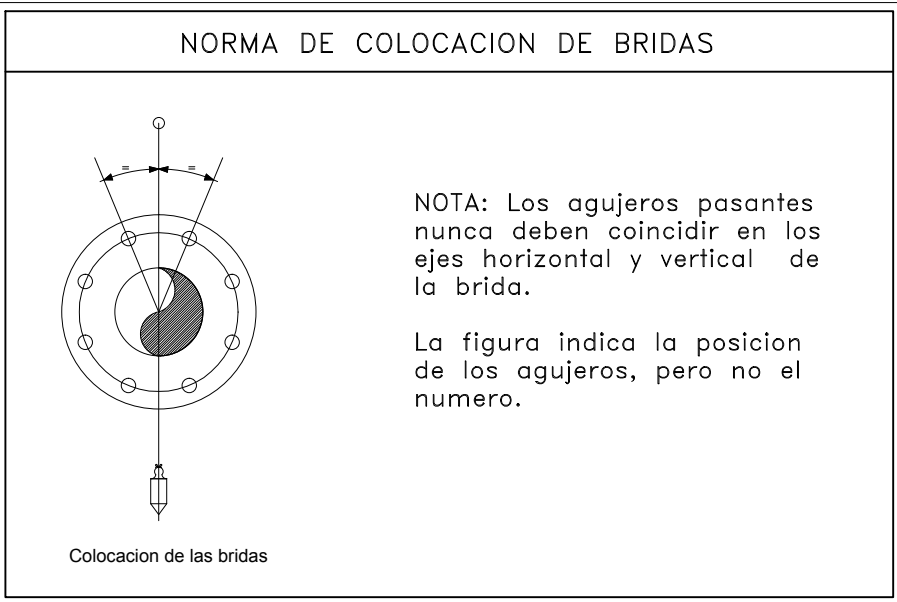 NORMA DE COLOCACION DE BRIDAS
= =
NOTA: Los agujeros pasantes
nunca deben coincidir en los
ejes horizontal y vertical de
la brida.
La figura indica la posicion
de los agujeros, pero no el
numero.
Colocacion de las bridas